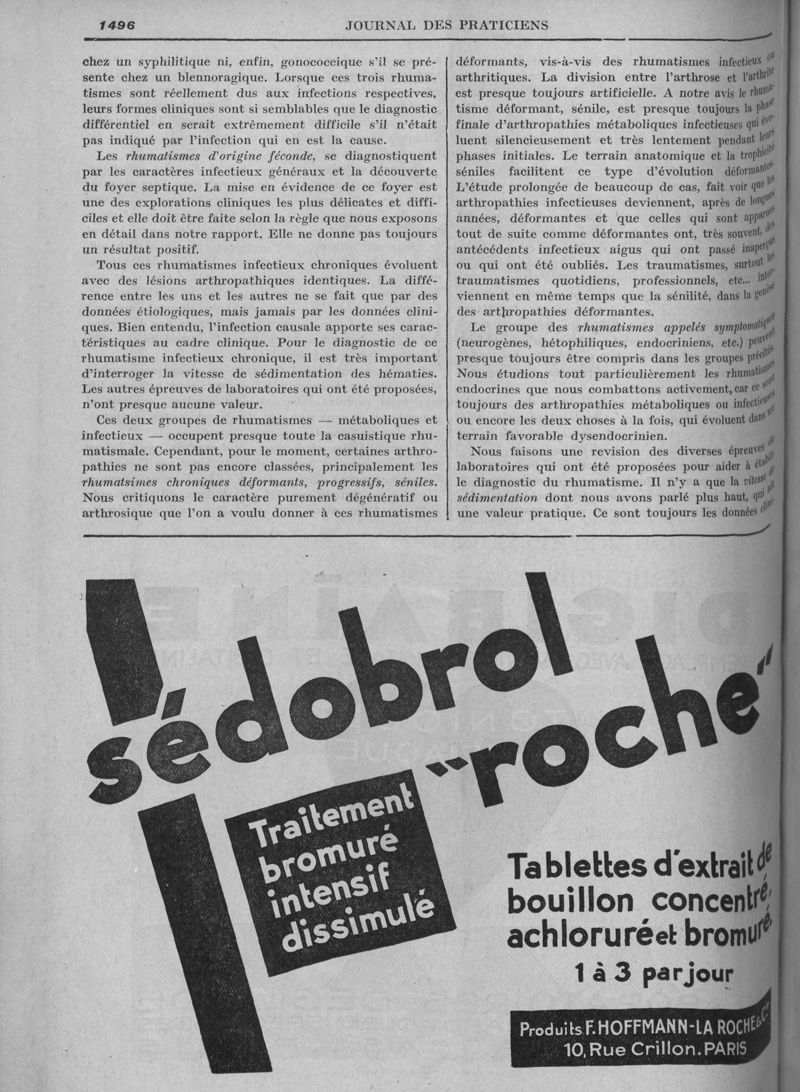 1496
JOURNAL DES PRATICIENS
chez un syphilitique ni, enfin, gonococcique s'il se pré-
sente chez un blennoragique. Lorsque ces trois rhuma-
tismes sont réellement dus aux infections respectives,
leurs formes cliniques sont si semblables que le diagnostic
différentiel en serait extrêmement difficile s'il n'était
pas indiqué par l'infection qui en est la cause.
Les rhumatismes d'origine féconde, se diagnostiquent
par les caractères infectieux généraux et la découverte
du foyer septique. La mise en évidence de ce foyer est
une des explorations cliniques les plus délicates et diffi-
ciles et elle doit être faite selon la règle que nous exposons
en détail dans notre rapport. Elle ne donne pas toujours
un résultat positif.
Tous ces rhumatismes infectieux chroniques évoluent
avec des lésions arthropathiques identiques. La diffé-
rence entre les uns et les autres ne se fait que par des
données étiologiques, mais jamais par les données clini-
ques. Bien entendu, l'infection causale apporte ses carac-
téristiques au cadre clinique. Pour le diagnostic de ce
rhumatisme infectieux chronique, il est très important
d'interroger la vitesse de sédimentation des hématies.
Les autres épreuves de laboratoires qui ont été proposées,
n'ont presque aucune valeur.
Ces deux groupes de rhumatismes — métaboliques et
infectieux — occupent presque toute la casuistique rhu-
matismale. Cependant, pour le moment, certaines arthro-
pathies ne sont pas encore classées, principalement les
rhumatsimes chroniques déformants, progressifs, séniles.
Nous critiquons le caractère purement dégénératif ou
arthrosique que l'on a voulu donner à ces rhumatismes
déformants, vis-à-vis des rhumatismes infectieux ou
arthritiques. La division entre l'arthrose et l'arthrite
est presque toujours artificielle. A notre avis le rhuma-
tisme déformant, sénile, est presque toujours la phase
finale d'arthropathies métaboliques infectieuses qui évo-
luent silencieusement et très lentement pendant leurs
phases initiales. Le terrain anatomique et la trophicité
séniles facilitent ce type d'évolution déformante.
L'étude prolongée de beaucoup de cas, fait voir que les
arthropathies infectieuses deviennent, après de longues
années, déformantes et que celles qui sont apparues
tout de suite comme déformantes ont, très souvent, des
antécédents infectieux aigus qui ont passé inaperçus
ou qui ont été oubliés. Les traumatismes, surtout les
traumatismes quotidiens, professionnels, etc... inter-
viennent en même temps que la sénilité, dans la genèse
des arthropathies déformantes.
Le groupe des rhumatismes appelés symptomatiques
(neurogènes, hétophiliques, endocriniens, etc.) peuvent
presque toujours être compris dans les groupes précités.
Nous étudions tout particulièrement les rhumatismes
endocrines que nous combattons activement, car ce sont
toujours des arthropathies métaboliques ou infectieuses
ou encore les deux choses à la fois, qui évoluent dans un
terrain favorable dysendocrinien.
Nous faisons une revision des diverses épreuves de
laboratoires qui ont été proposées pour aider à établir
le diagnostic du rhumatisme. Il n'y a que la vitesse de
sédimentation dont nous avons parlé plus haut, qui ait
une valeur pratique. Ce sont toujours les données clini-
sédobrol
"roche"
Traitement
bromuré
intensif
dissimulé
Tablettes d'extrait de
bouillon concentré,
achloruré et bromuré
1 à 3 par jour
Produits F. HOFFMANN-LA ROCHE & Cie
10, Rue Crillon. PARIS